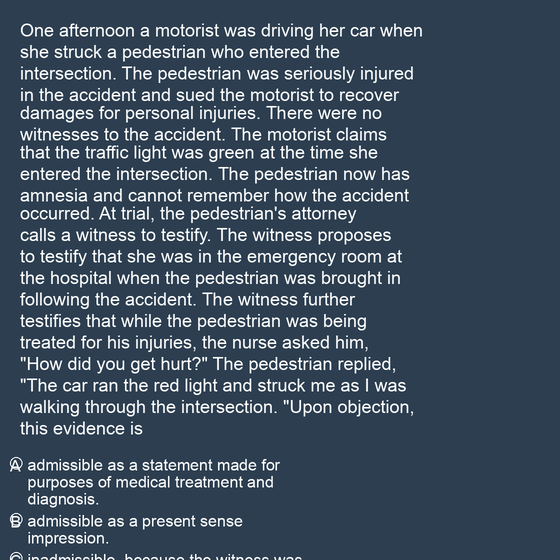 One afternoon a motorist was driving her car when
she struck a pedestrian who entered the
intersection. The pedestrian was seriously injured
in the accident and sued the motorist to recover
damages for personal injuries. There were no
witnesses to the accident. The motorist claims
that the traffic light was green at the time she
entered the intersection. The pedestrian now has
amnesia and cannot remember how the accident
occurred. At trial, the pedestrian's attorney
calls a witness to testify. The witness proposes
to testify that she was in the emergency room at
the hospital when the pedestrian was brought in
following the accident. The witness further
testifies that while the pedestrian was being
treated for his injuries, the nurse asked him,
"How did you get hurt?" The pedestrian replied,
"The car ran the red light and struck me as I was
walking through the intersection. "Upon objection,
this evidence is
A admissible as a statement made for
purposes of medical treatment and
diagnosis.
B admissible as a present sense
impression.
C inadmissible, because the witness was